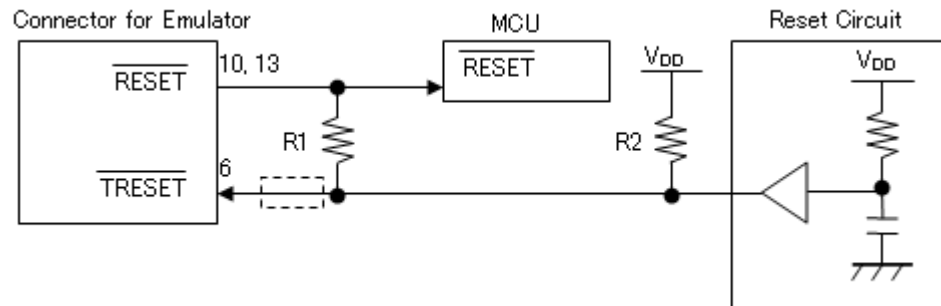 Connector for Emulator
MCU
Reset Circuit
10, 13
RESET
RESET
VDD
VDD
R1
R2
6
TRESET